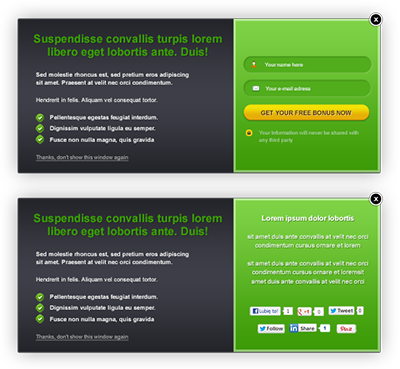 x
Suspendisse convallis turpis lorem
libero eget lobortis ante. Duis!
Sed molestie rhoncus est, sed pretium eros adipiscing
sit amet. Praesent at velit nec orci condimentum.
Hendrerit in felis. Aliquam vel consequat tortor.
Pellentesque egestas feugiat interdum.
Dignissim vulputate ligula eu semper.
Fusce non nulla magna, quis gravida
Thanks, don't show this window again
Your name here
Your e-mail adress
GET YOUR FREE BONUS NOW
Your Information will never be shared with
any third party
x
Suspendisse convallis turpis lorem
libero eget lobortis ante. Duis!
Sed molestie rhoncus est, sed pretium eros adipiscing
sit amet. Praesent at velit nec orci condimentum.
Hendrerit in felis. Aliquam vel consequat tortor.
Pellentesque egestas feugiat interdum.
Dignissim vulputate ligula eu semper.
Fusce non nulla magna, quis gravida
Thanks, don't show this window again
Lorem ipsum dolor lobortis
sit amet duis ante convallis at velit nec orci
condimentum cursus ornare et lorem
sit amet duis ante convallis at velit nec orci
condimentum cursus ornare et loremsit
amet duis ante convallis at velit nec orci
Lubię to! 1 +1 0 Tweet 0
Follow in Share 1 Pin it